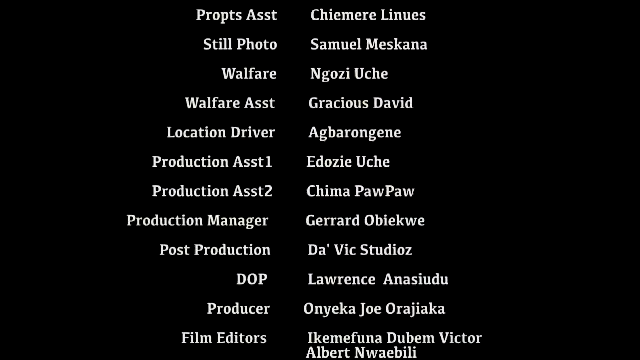 Propts Asst Chiemere Linues
Still Photo Samuel Meskana
Walfare Ngozi Uche
Walfare Asst Gracious David
Location Driver Agbarongene
Production Asst1 Edozie Uche
Production Asst2 Chima PawPaw
Production Manager Gerrard Obiekwe
Post Production Da' Vic Studioz
DOP Lawrence Anasiudu
Producer Onyeka Joe Orajiaka
Film Editors Ikemefuna Dubem Victor
Albert Nwaebili